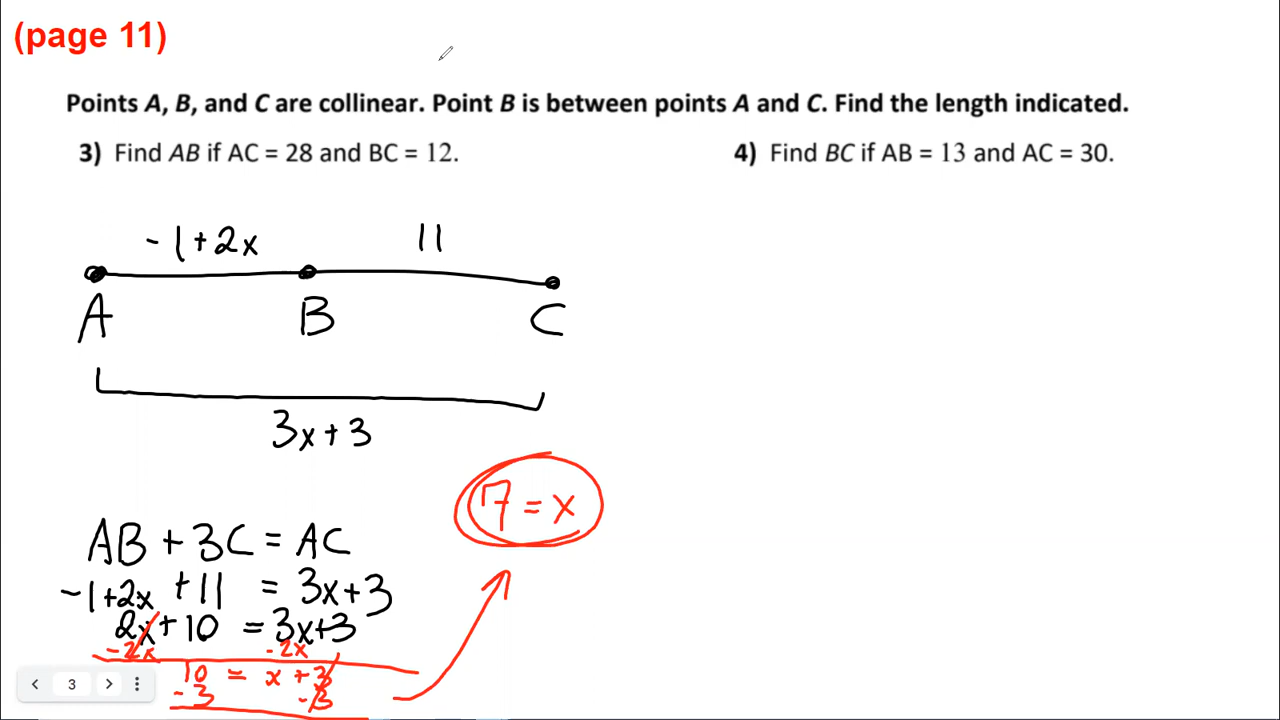 (page 11)
Points A, B, and C are collinear. Point B is between points A and C. Find the length indicated.
3) Find AB if AC = 28 and BC = 12.
4) Find BC if AB = 13 and AC = 30.
-1+2x
11
A
B
C
3x+3
7=x
AB + BC = AC
-1+2x +11 = 3x+3
2x+10 = 3x+3
-2x -2x
10 = x +3
-3 -3
3